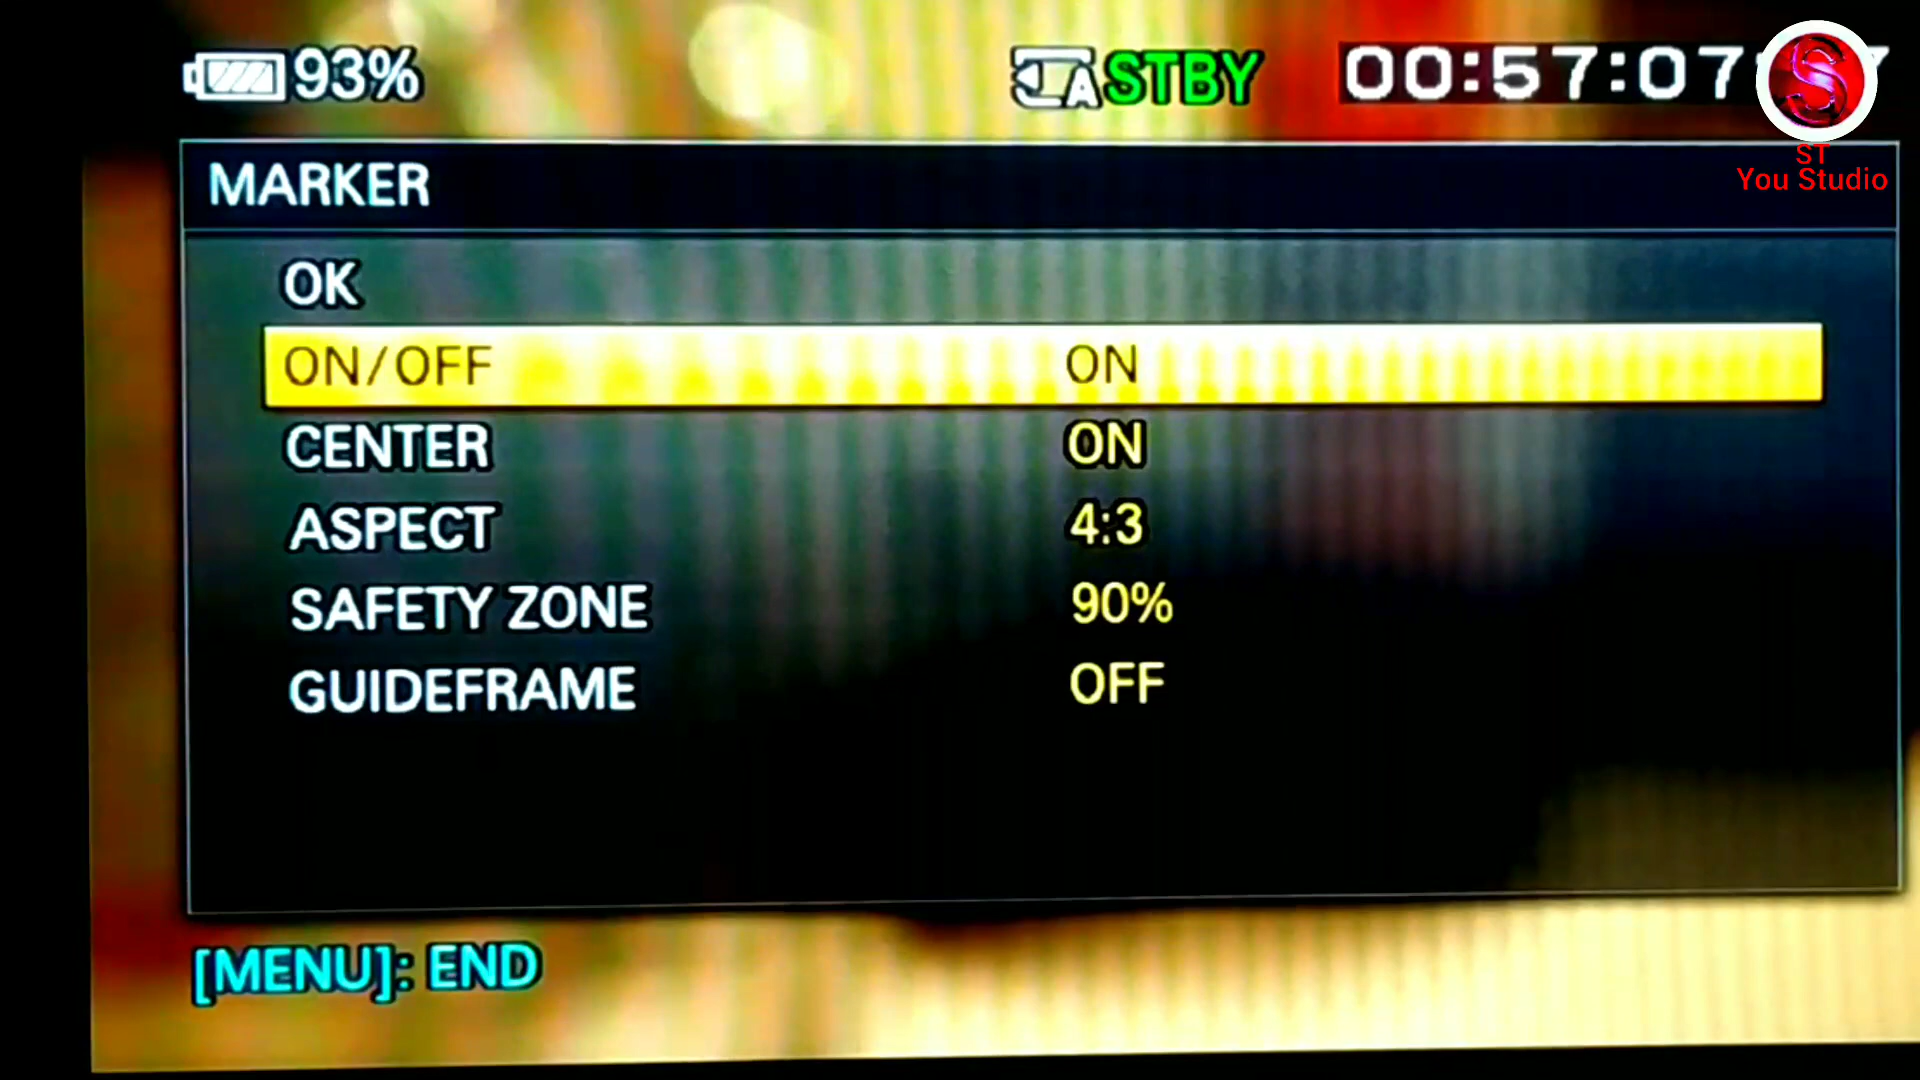 93% A STBY 00:57:07
ST
You Studio
MARKER
OK
ON/OFF ON
CENTER ON
ASPECT 4:3
SAFETY ZONE 90%
GUIDEFRAME OFF
[MENU]: END